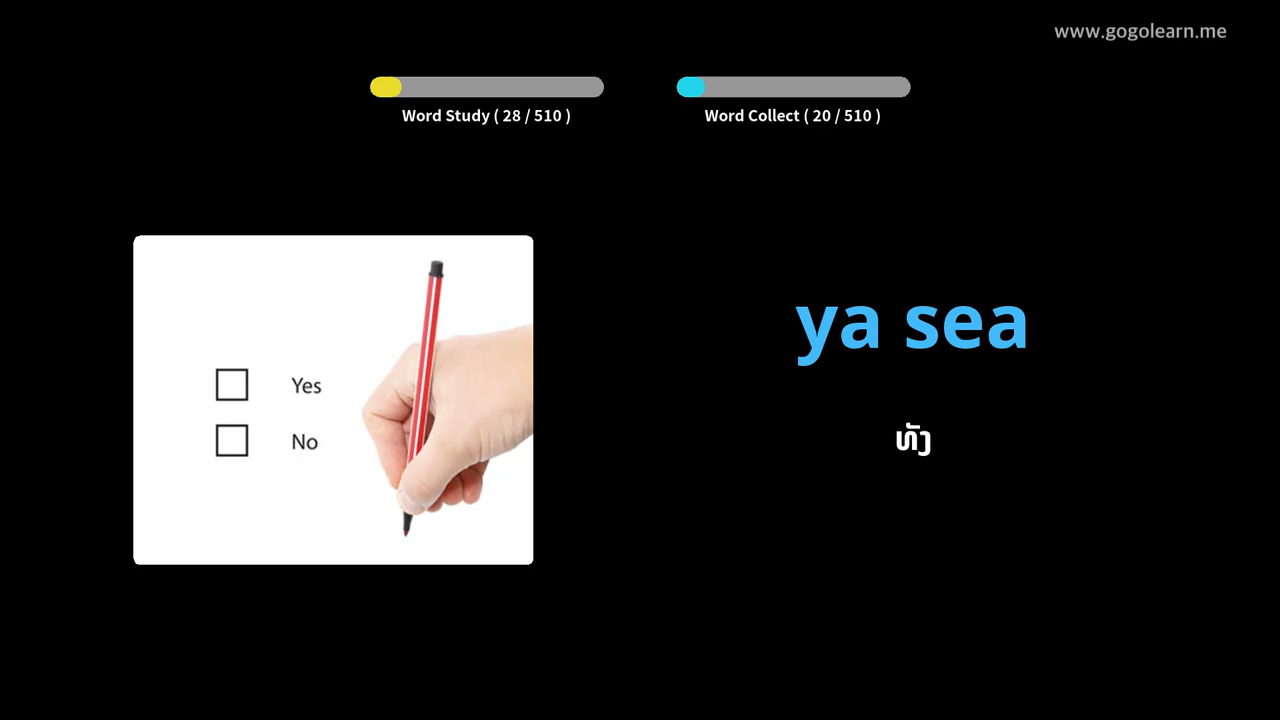 www.gogolearn.me
Word Study ( 28 / 510 )
Word Collect ( 20 / 510 )
Yes
No
ya sea
ທັງ